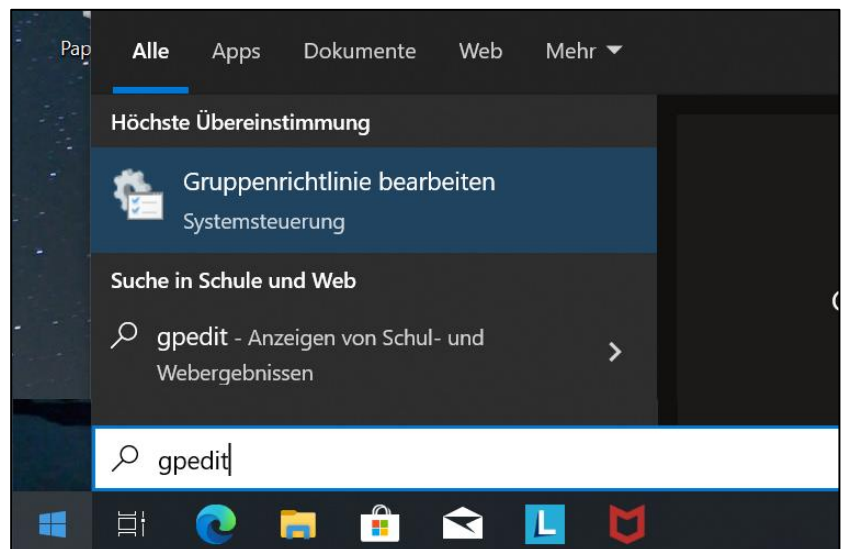 Pap
Alle Apps Dokumente Web Mehr
Höchste Übereinstimmung
Gruppenrichtlinie bearbeiten
Systemsteuerung
Suche in Schule und Web
gpedit - Anzeigen von Schul- und
Webergebnissen
gpedit
L